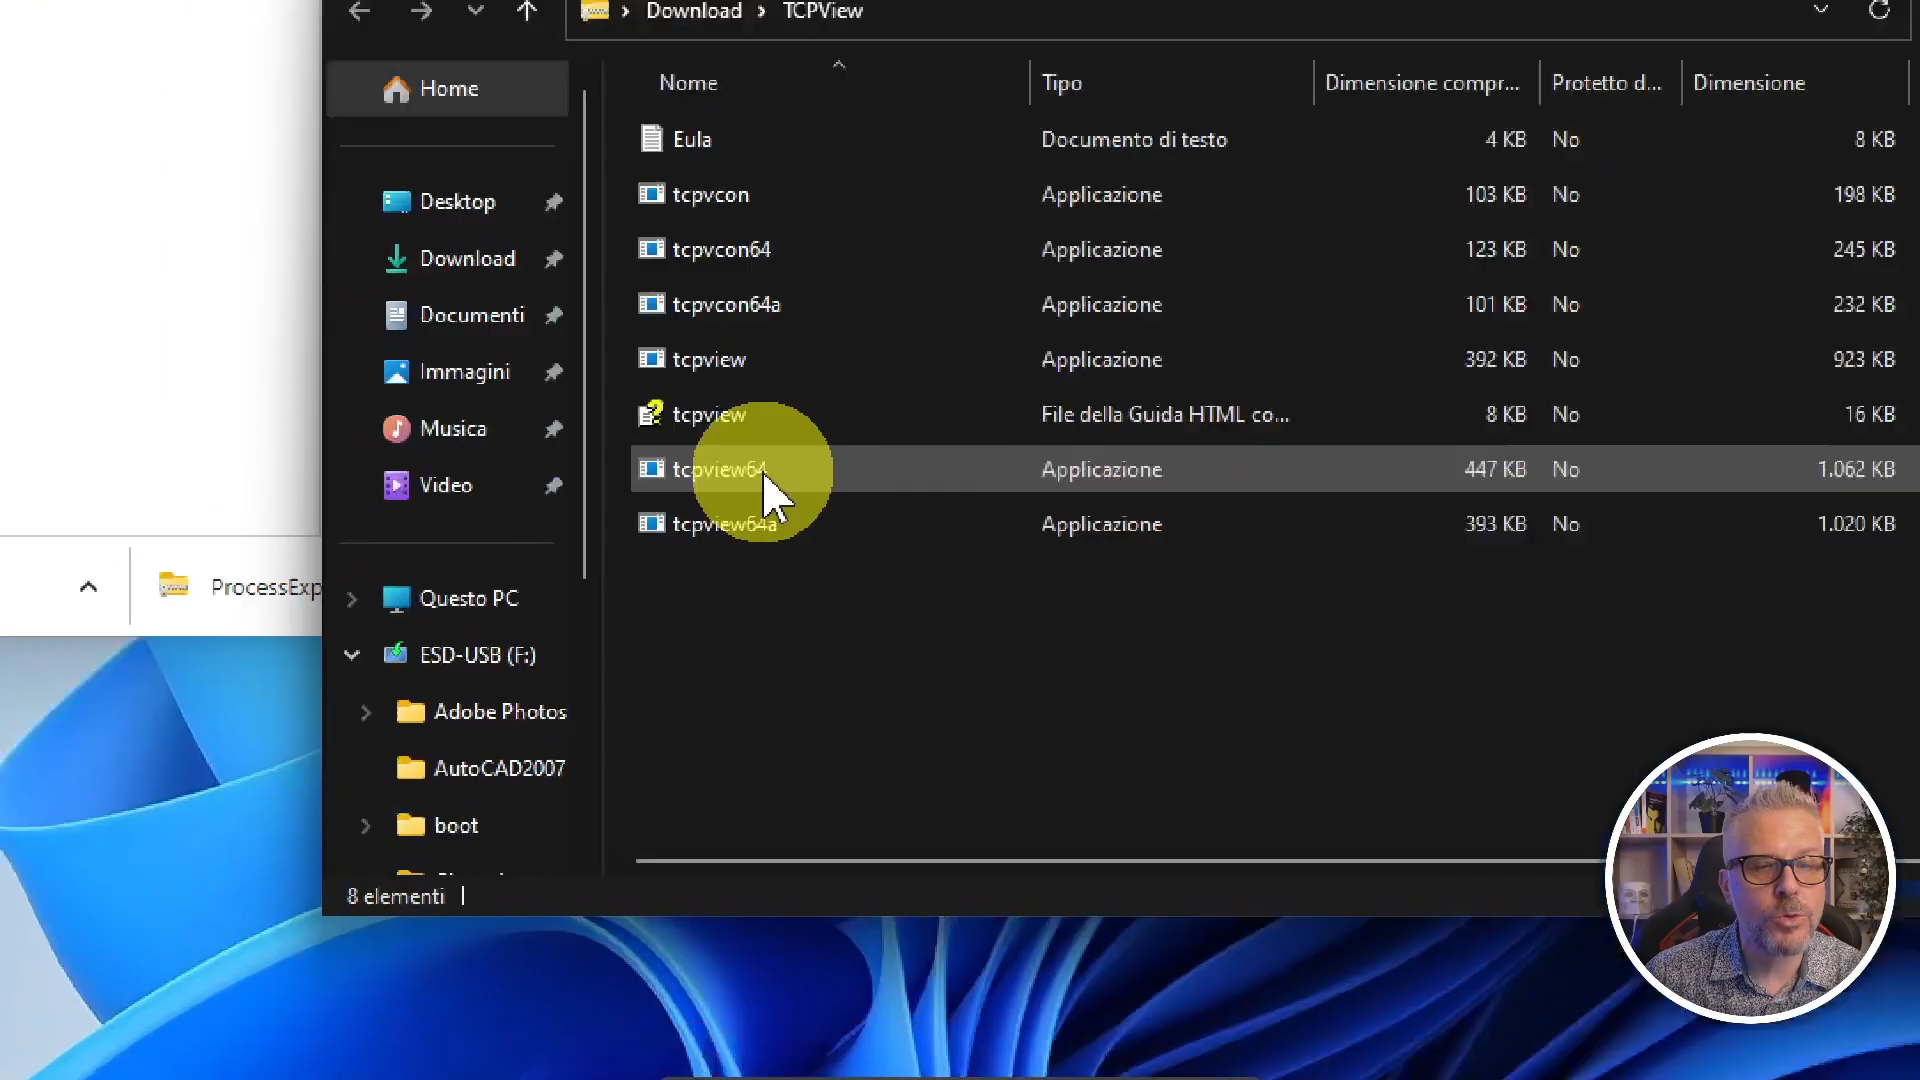 Download > TCPView
Home
Desktop
Download
Documenti
Immagini
Musica
Video
Questo PC
ESD-USB (F:)
Adobe Photos
AutoCAD2007
boot
Nome Tipo Dimensione compr... Protetto d... Dimensione
Eula Documento di testo 4 KB No 8 KB
tcpvcon Applicazione 103 KB No 198 KB
tcpvcon64 Applicazione 123 KB No 245 KB
tcpvcon64a Applicazione 101 KB No 232 KB
tcpview Applicazione 392 KB No 923 KB
tcpview File della Guida HTML co... 8 KB No 16 KB
tcpview64 Applicazione 447 KB No 1.062 KB
tcpview64a Applicazione 393 KB No 1.020 KB
8 elementi
ProcessExp